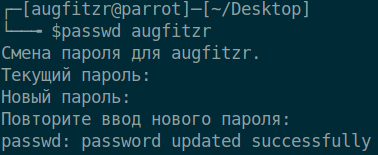 ┌─[augfitzr@parrot]─[~/Desktop]
└──╼ $passwd augfitzr
Смена пароля для augfitzr.
Текущий пароль:
Новый пароль:
Повторите ввод нового пароля:
passwd: password updated successfully